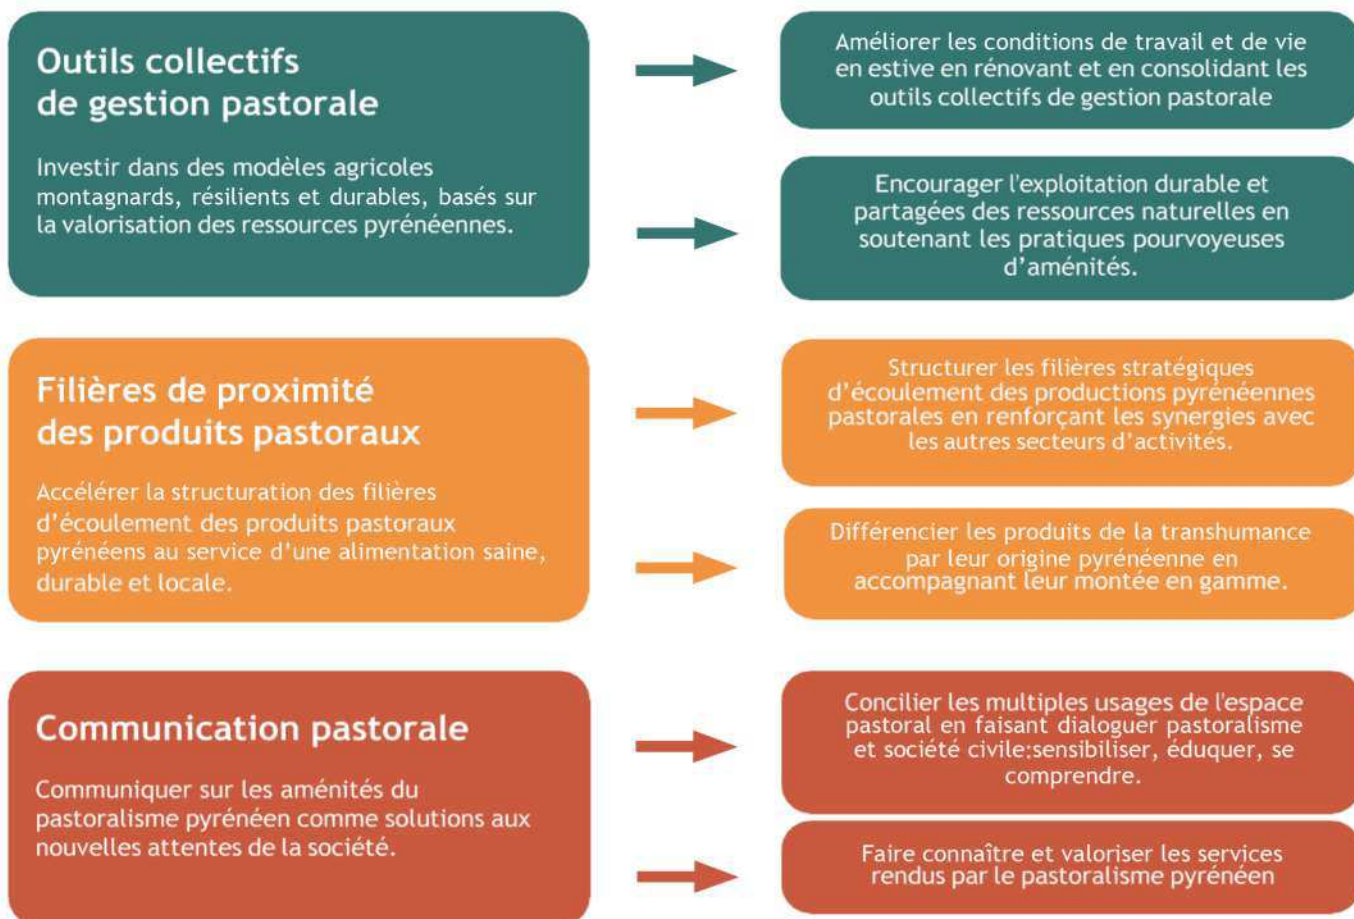 Outils collectifs
de gestion pastorale
Investir dans des modèles agricoles
montagnards, résilients et durables, basés sur
la valorisation des ressources pyrénéennes.
Améliorer les conditions de travail et de vie
en estive en rénovant et en consolidant les
outils collectifs de gestion pastorale
Encourager l'exploitation durable et
partagées des ressources naturelles en
soutenant les pratiques pourvoyeuses
d'aménités.
Filières de proximité
des produits pastoraux
Accélérer la structuration des filières
d'écoulement des produits pastoraux
pyrénéens au service d'une alimentation saine,
durable et locale.
Structurer les filières stratégiques
d'écoulement des productions pyrénéennes
pastorales en renforçant les synergies avec
les autres secteurs d'activités.
Différencier les produits de la transhumance
par leur origine pyrénéenne en
accompagnant leur montée en gamme.
Communication pastorale
Communiquer sur les aménités du
pastoralisme pyrénéen comme solutions aux
nouvelles attentes de la société.
Concilier les multiples usages de l'espace
pastoral en faisant dialoguer pastoralisme
et société civile:sensibiliser, éduquer, se
comprendre.
Faire connaître et valoriser les services
rendus par le pastoralisme pyrénéen